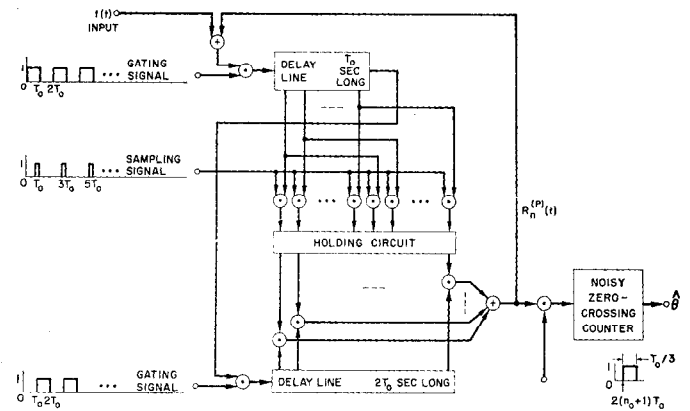 f(t)
INPUT
+
1
0
T₀ 2T₀
GATING
SIGNAL
DELAY
LINE
T₀
SEC
LONG
1
0
T₀ 3T₀ 5T₀
SAMPLING
SIGNAL
HOLDING CIRCUIT
Rₙ⁽ᴾ⁾(t)
+
NOISY
ZERO-
CROSSING
COUNTER
θ̂
1
0
T₀/3
2(n₀+1)T₀
1
0
T₀ 2T₀
GATING
SIGNAL
DELAY LINE 2T₀ SEC LONG